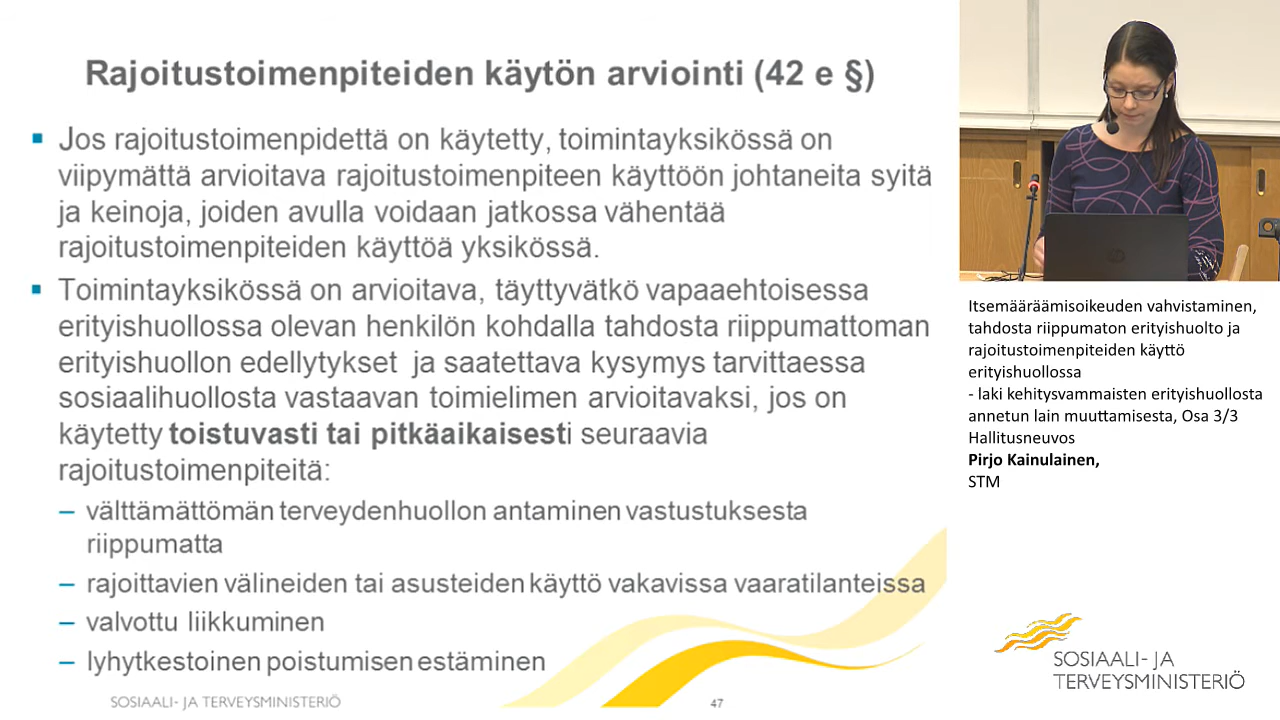 Rajoitustoimenpiteiden käytön arviointi (42 e §)
Jos rajoitustoimenpidettä on käytetty, toimintayksikössä on
viipymättä arvioitava rajoitustoimenpiteen käyttöön johtaneita syitä
ja keinoja, joiden avulla voidaan jatkossa vähentää
rajoitustoimenpiteiden käyttöä yksikössä.
Toimintayksikössä on arvioitava, täyttyvätkö vapaaehtoisessa
erityishuollossa olevan henkilön kohdalla tahdosta riippumattoman
erityishuollon edellytykset ja saatettava kysymys tarvittaessa
sosiaalihuollosta vastaavan toimielimen arvioitavaksi, jos on
käytetty toistuvasti tai pitkäaikaisesti seuraavia
rajoitustoimenpiteitä:
– välttämättömän terveydenhuollon antaminen vastustuksesta
riippumatta
– rajoittavien välineiden tai asusteiden käyttö vakavissa vaaratilanteissa
– valvottu liikkuminen
– lyhytkestoinen poistumisen estäminen
SOSIAALI- JA TERVEYSMINISTERIÖ
47
Itsemääräämisoikeuden vahvistaminen,
tahdosta riippumaton erityishuolto ja
rajoitustoimenpiteiden käyttö
erityishuollossa
- laki kehitysvammaisten erityishuollosta
annetun lain muuttamisesta, Osa 3/3
Hallitusneuvos
Pirjo Kainulainen,
STM
SOSIAALI- JA
TERVEYSMINISTERIÖ